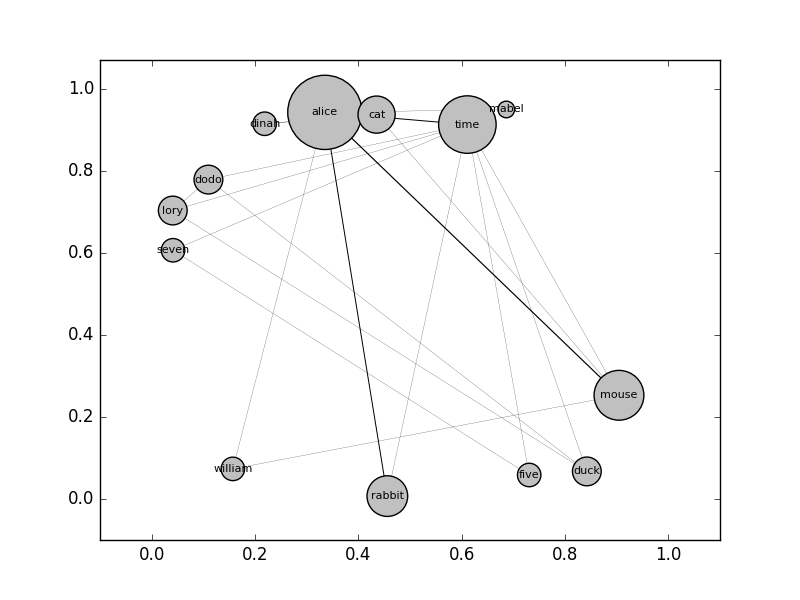 1.0
0.8
0.6
0.4
0.2
0.0
0.0
0.2
0.4
0.6
0.8
1.0
alice
cat
time
mabel
dinah
dodo
lory
seven
mouse
william
rabbit
five
duck